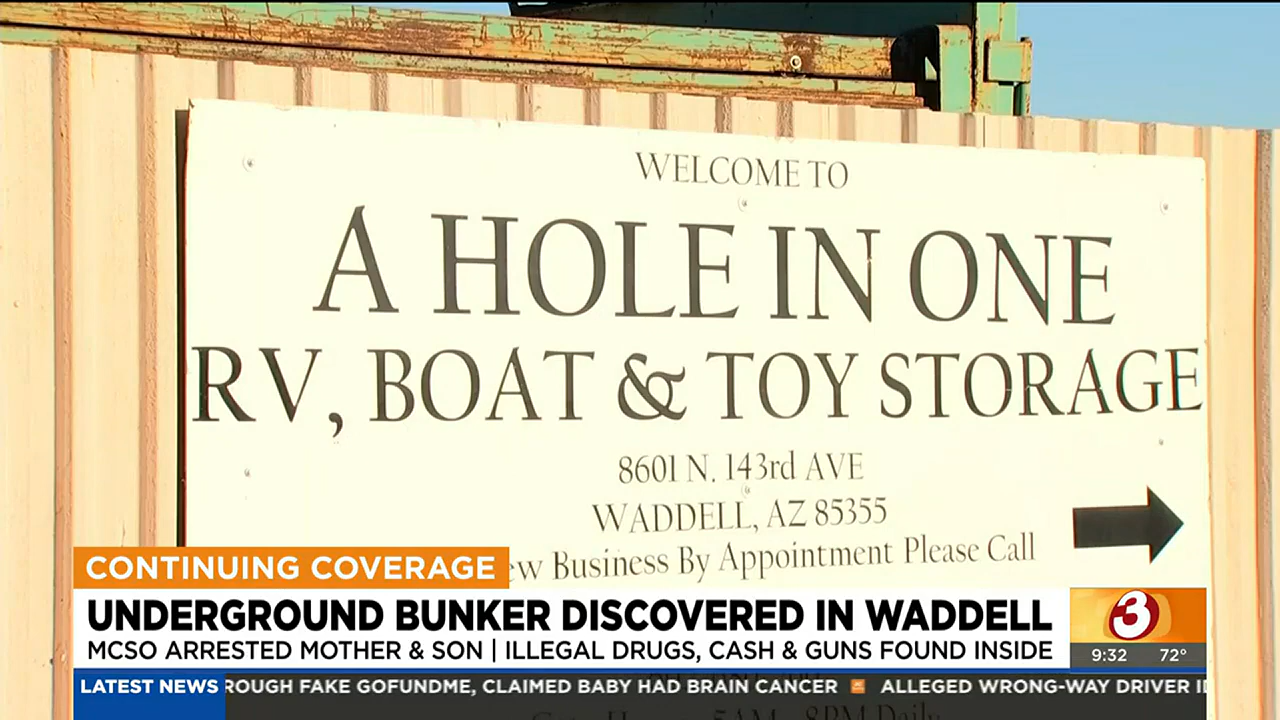 WELCOME TO
A HOLE IN ONE
RV, BOAT & TOY STORAGE
8601 N. 143rd AVE
WADDELL, AZ 85355
Business By Appointment Please Call
CONTINUING COVERAGE
UNDERGROUND BUNKER DISCOVERED IN WADDELL
MCSO ARRESTED MOTHER & SON | ILLEGAL DRUGS, CASH & GUNS FOUND INSIDE
3
9:32 72°
LATEST NEWS
FAKE GOFUNDME, CLAIMED BABY HAD BRAIN CANCER ALLEGED WRONG-WAY DRIVER
Daily